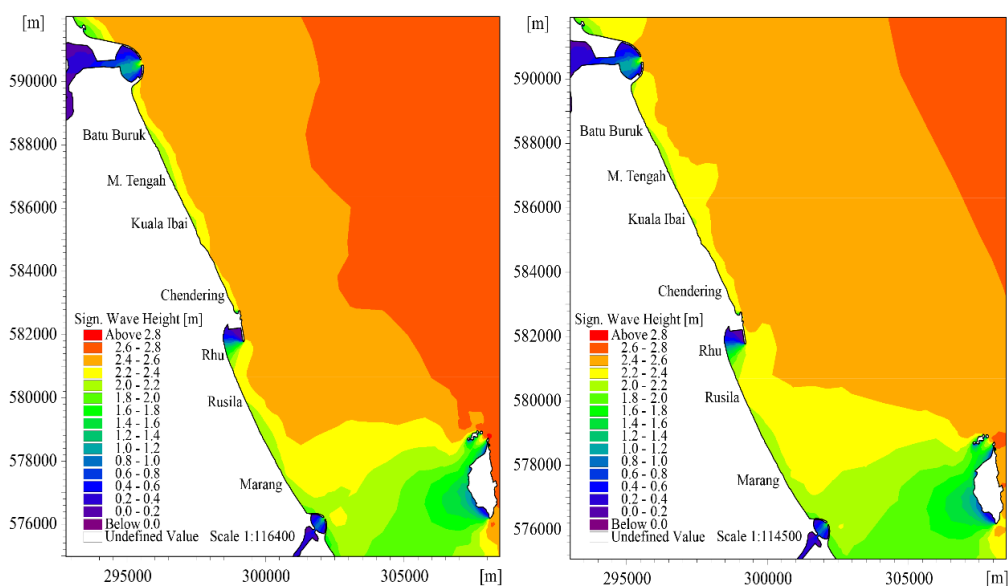 [m]
590000
588000
586000
584000
582000
580000
578000
576000
Batu Buruk
M. Tengah
Kuala Ibai
Chendering
Rhu
Rusila
Marang
Sign. Wave Height [m]
Above 2.8
2.6 - 2.8
2.4 - 2.6
2.2 - 2.4
2.0 - 2.2
1.8 - 2.0
1.6 - 1.8
1.4 - 1.6
1.2 - 1.4
1.0 - 1.2
0.8 - 1.0
0.6 - 0.8
0.4 - 0.6
0.2 - 0.4
0.0 - 0.2
Below 0.0
Undefined Value Scale 1:116400
295000 300000 305000 [m]
[m]
590000
588000
586000
584000
582000
580000
578000
576000
Batu Buruk
M. Tengah
Kuala Ibai
Chendering
Rhu
Rusila
Marang
Sign. Wave Height [m]
Above 2.8
2.6 - 2.8
2.4 - 2.6
2.2 - 2.4
2.0 - 2.2
1.8 - 2.0
1.6 - 1.8
1.4 - 1.6
1.2 - 1.4
1.0 - 1.2
0.8 - 1.0
0.6 - 0.8
0.4 - 0.6
0.2 - 0.4
0.0 - 0.2
Below 0.0
Undefined Value Scale 1:114500
295000 300000 305000 [m]